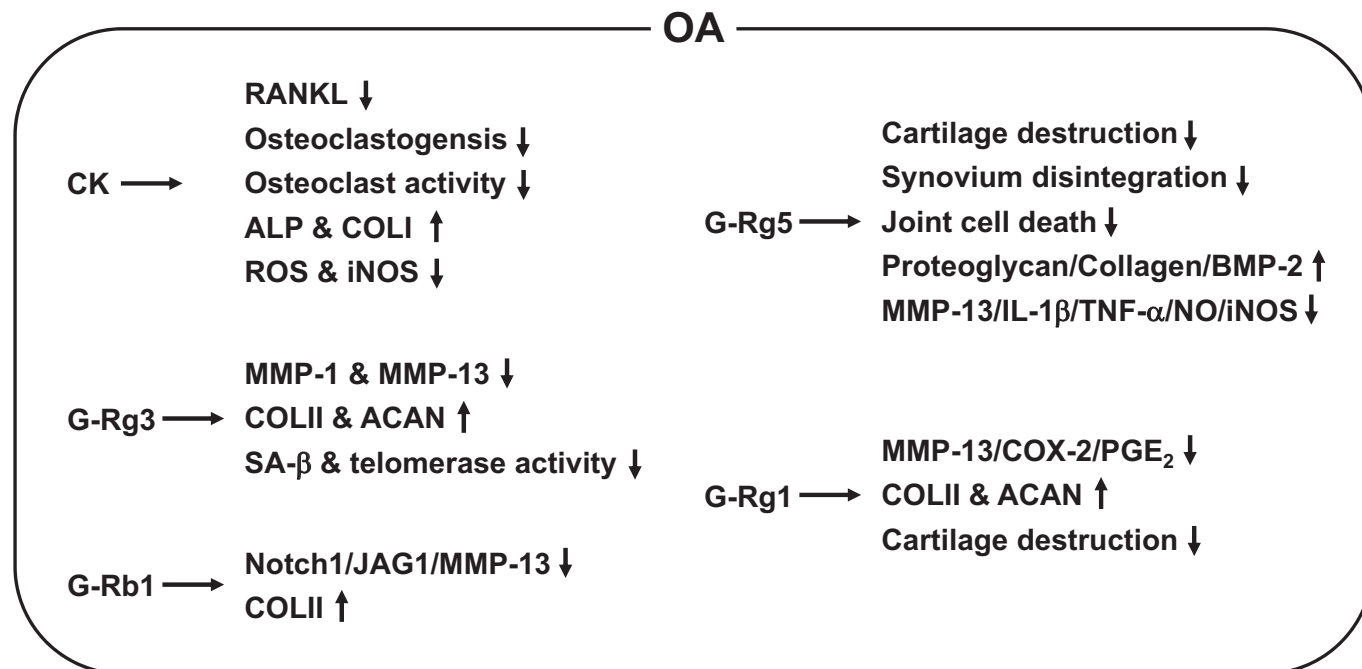 OA
CK →
RANKL ↓
Osteoclastogensis ↓
Osteoclast activity ↓
ALP & COLI ↑
ROS & iNOS ↓
G-Rg3 →
MMP-1 & MMP-13 ↓
COLII & ACAN ↑
SA-β & telomerase activity ↓
G-Rb1 →
Notch1/JAG1/MMP-13 ↓
COLII ↑
G-Rg5 →
Cartilage destruction ↓
Synovium disintegration ↓
Joint cell death ↓
Proteoglycan/Collagen/BMP-2 ↑
MMP-13/IL-1β/TNF-α/NO/iNOS ↓
G-Rg1 →
MMP-13/COX-2/PGE₂ ↓
COLII & ACAN ↑
Cartilage destruction ↓